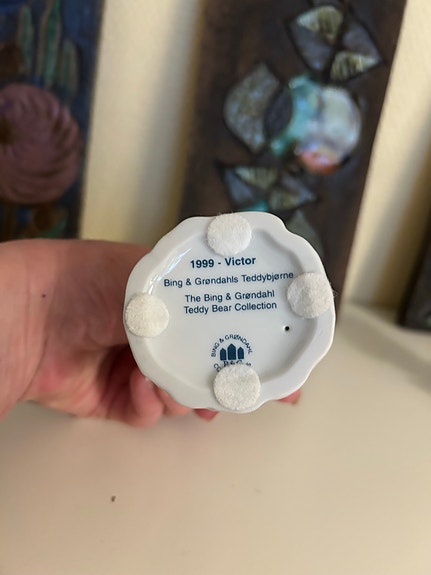 1999 - Victor
Bing & Grøndahls Teddybjørne
The Bing & Grøndahl
Teddy Bear Collection
BING & GRØNDAHL